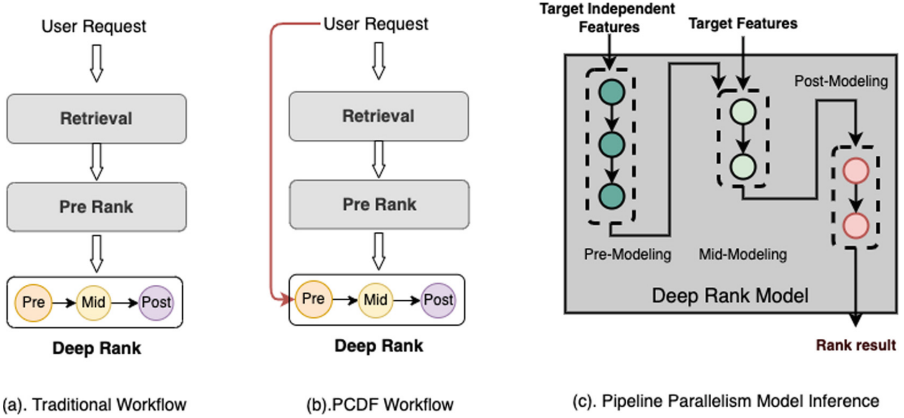 User Request
Retrieval
Pre Rank
Pre
Mid
Post
Deep Rank
(a). Traditional Workflow
User Request
Retrieval
Pre Rank
Pre
Mid
Post
Deep Rank
(b).PCDF Workflow
Target Independent
Features
Target Features
Post-Modeling
Pre-Modeling
Mid-Modeling
Deep Rank Model
Rank result
(c). Pipeline Parallelism Model Inference